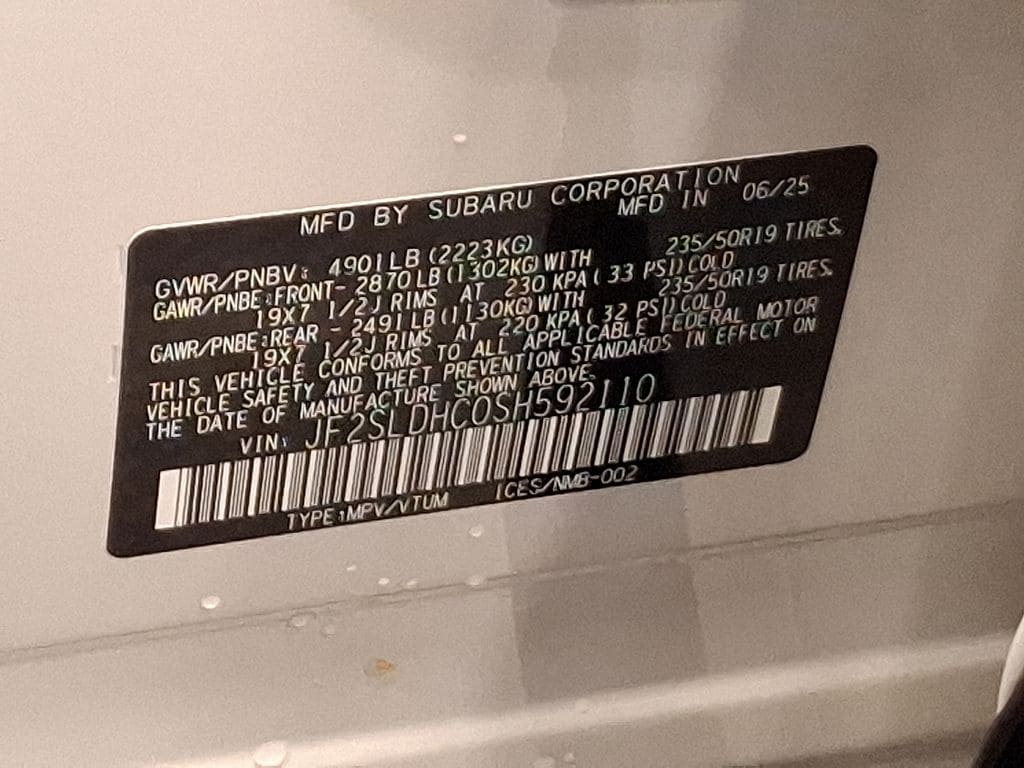 MFD BY SUBARU CORPORATION
MFD IN 06/25
GVWR/PNBV: 4901LB (2223KG)
GAWR/PNBE:FRONT- 2870LB(1302KG)WITH 235/50R19 TIRES.
19X7 1/2J RIMS AT 230 KPA( 33 PSI)COLD
GAWR/PNBE:REAR - 2491LB(1130KG)WITH 235/50R19 TIRES.
19X7 1/2J RIMS AT 220 KPA( 32 PSI)COLD
THIS VEHICLE CONFORMS TO ALL APPLICABLE FEDERAL MOTOR
VEHICLE SAFETY AND THEFT PREVENTION STANDARDS IN EFFECT ON
THE DATE OF MANUFACTURE SHOWN ABOVE.
VIN: JF2SLDHC0SH592110
TYPE:MPV/VTUM ICES/NMB-002